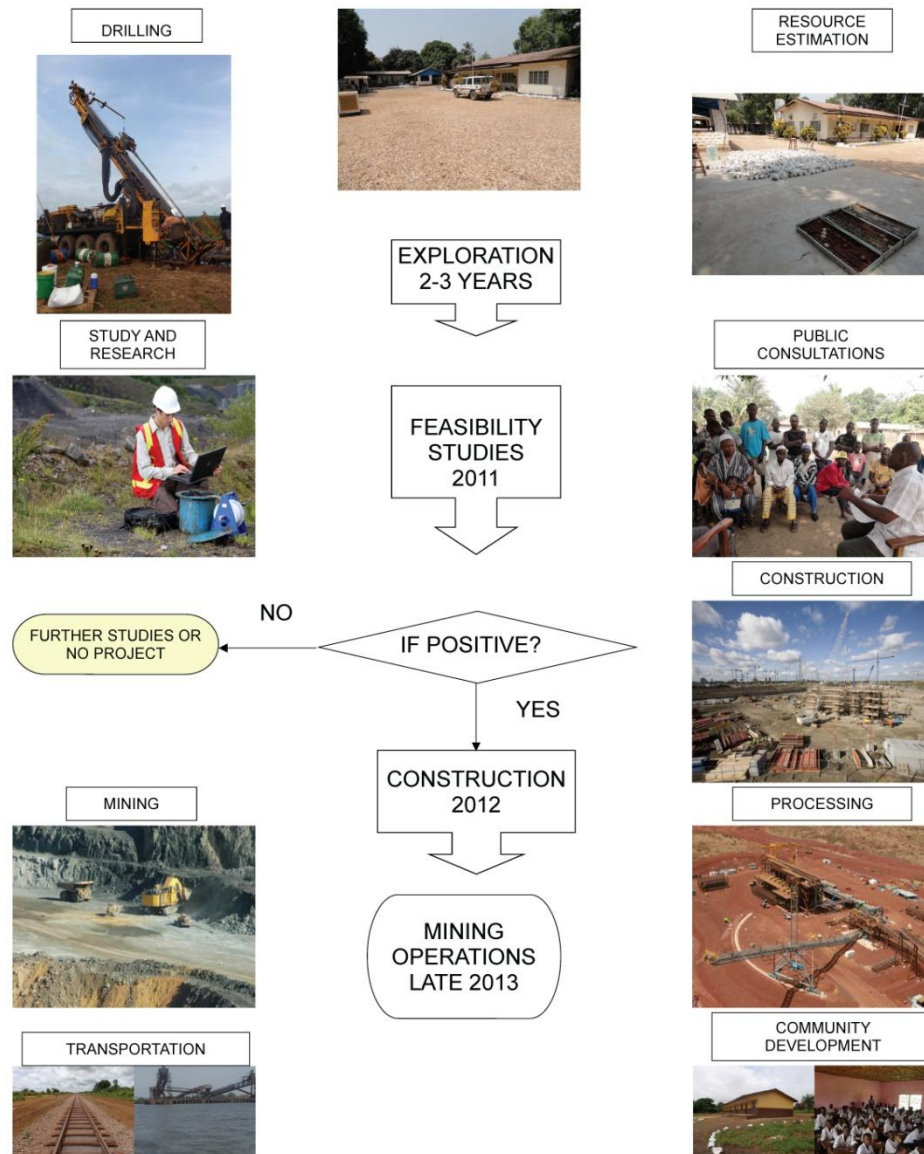 DRILLING
RESOURCE
ESTIMATION
EXPLORATION
2-3 YEARS
STUDY AND
RESEARCH
PUBLIC
CONSULTATIONS
FEASIBILITY
STUDIES
2011
CONSTRUCTION
NO
FURTHER STUDIES OR
NO PROJECT
IF POSITIVE?
YES
CONSTRUCTION
2012
MINING
PROCESSING
MINING
OPERATIONS
LATE 2013
TRANSPORTATION
COMMUNITY
DEVELOPMENT